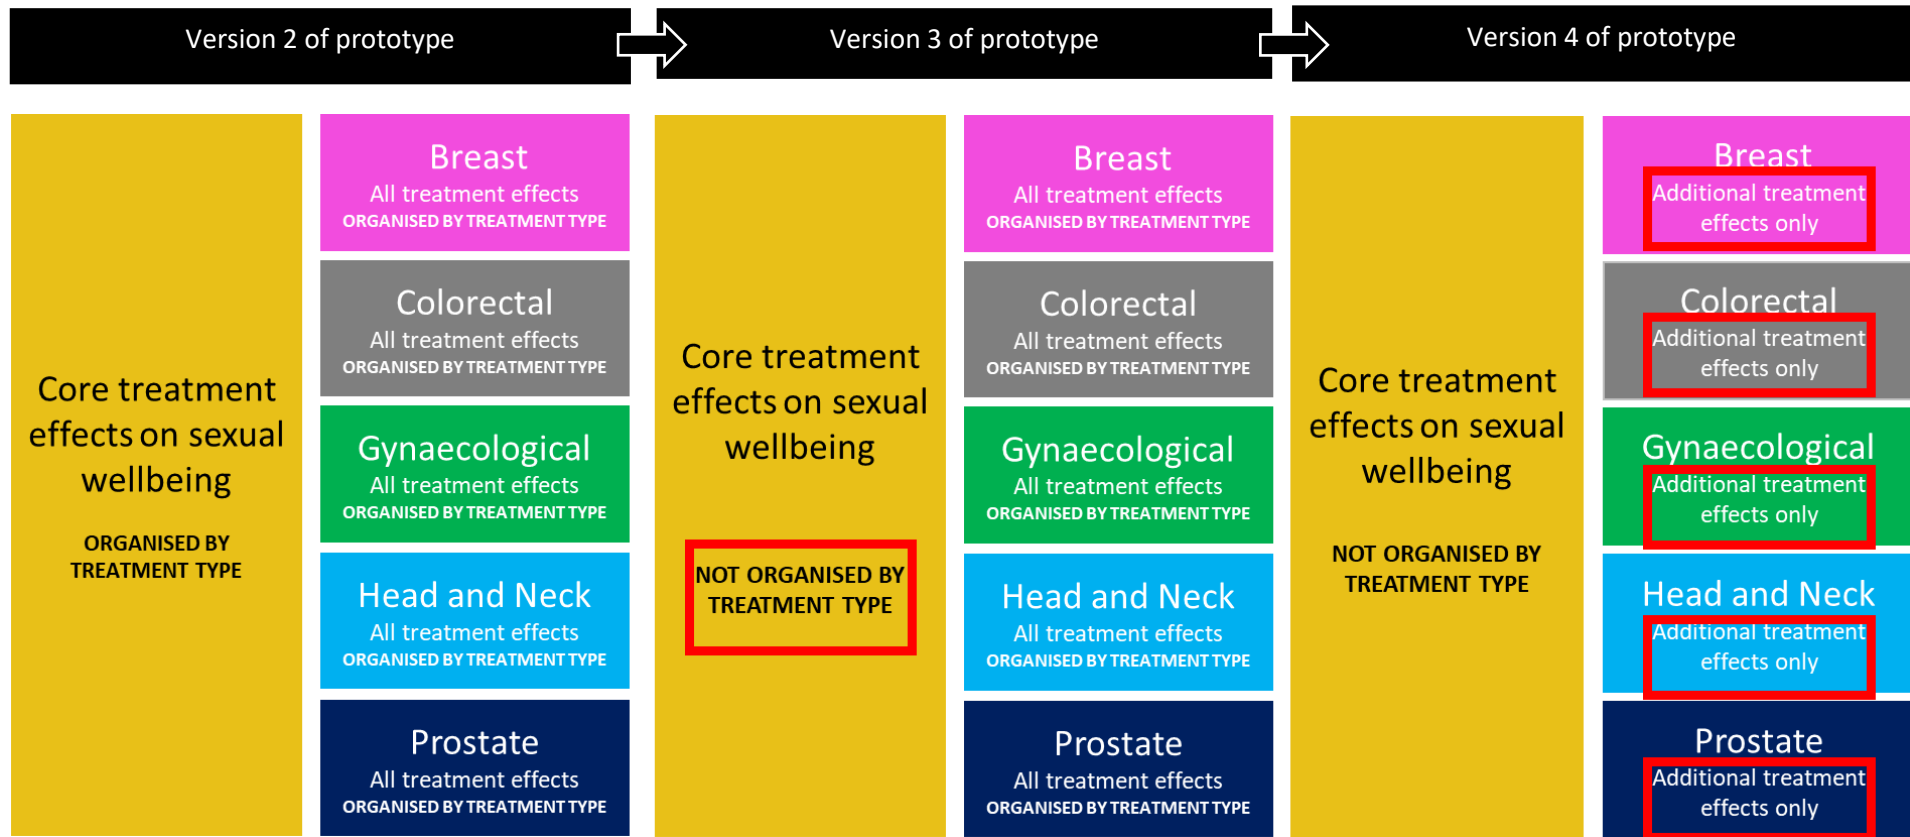 Version 2 of prototype
Version 3 of prototype
Version 4 of prototype
Core treatment
effects on sexual
wellbeing
ORGANISED BY
TREATMENT TYPE
Breast
All treatment effects
ORGANISED BY TREATMENT TYPE
Colorectal
All treatment effects
ORGANISED BY TREATMENT TYPE
Gynaecological
All treatment effects
ORGANISED BY TREATMENT TYPE
Head and Neck
All treatment effects
ORGANISED BY TREATMENT TYPE
Prostate
All treatment effects
ORGANISED BY TREATMENT TYPE
Core treatment
effects on sexual
wellbeing
NOT ORGANISED BY
TREATMENT TYPE
Breast
All treatment effects
ORGANISED BY TREATMENT TYPE
Colorectal
All treatment effects
ORGANISED BY TREATMENT TYPE
Gynaecological
All treatment effects
ORGANISED BY TREATMENT TYPE
Head and Neck
All treatment effects
ORGANISED BY TREATMENT TYPE
Prostate
All treatment effects
ORGANISED BY TREATMENT TYPE
Core treatment
effects on sexual
wellbeing
NOT ORGANISED BY
TREATMENT TYPE
Breast
Additional treatment
effects only
Colorectal
Additional treatment
effects only
Gynaecological
Additional treatment
effects only
Head and Neck
Additional treatment
effects only
Prostate
Additional treatment
effects only